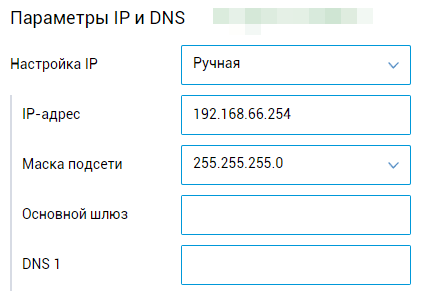 Параметры IP и DNS
Настройка IP Ручная
IP-адрес 192.168.66.254
Маска подсети 255.255.255.0
Основной шлюз
DNS 1